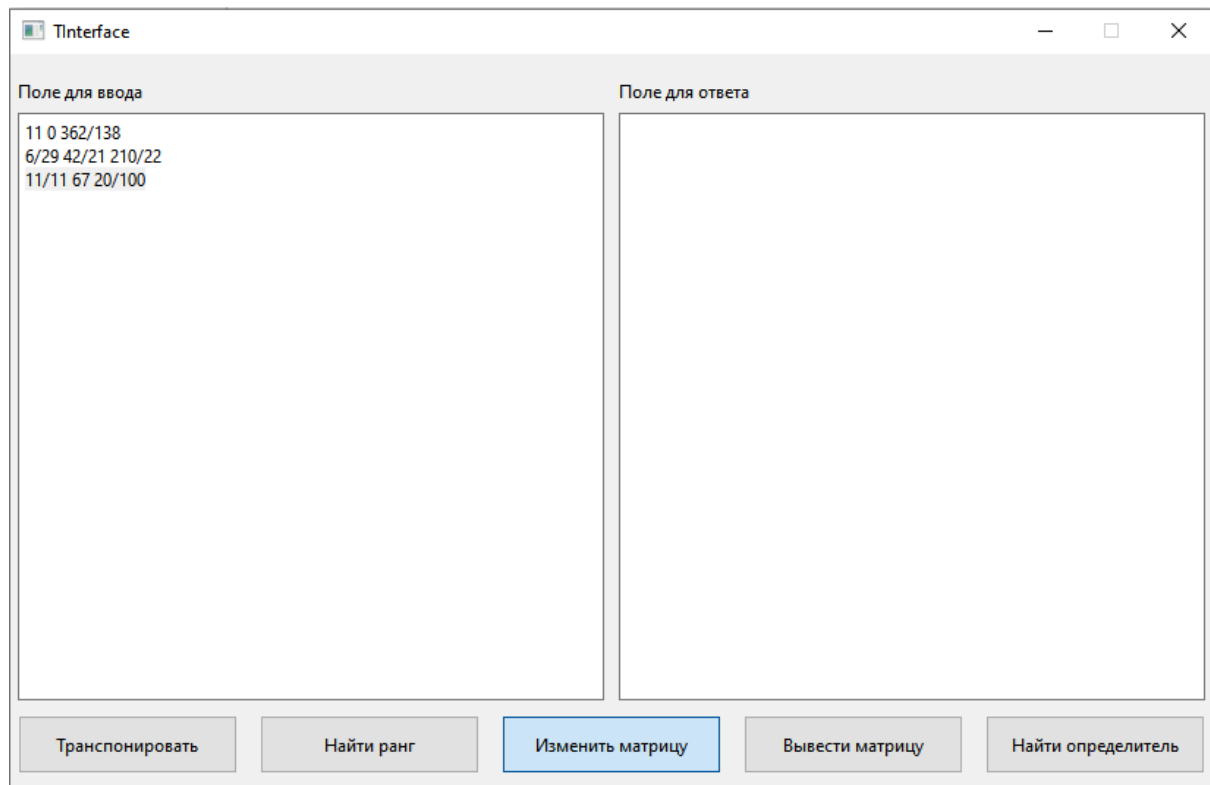 TInterface
Поле для ввода
Поле для ответа
11 0 362/138
6/29 42/21 210/22
11/11 67 20/100
Транспонировать
Найти ранг
Изменить матрицу
Вывести матрицу
Найти определитель